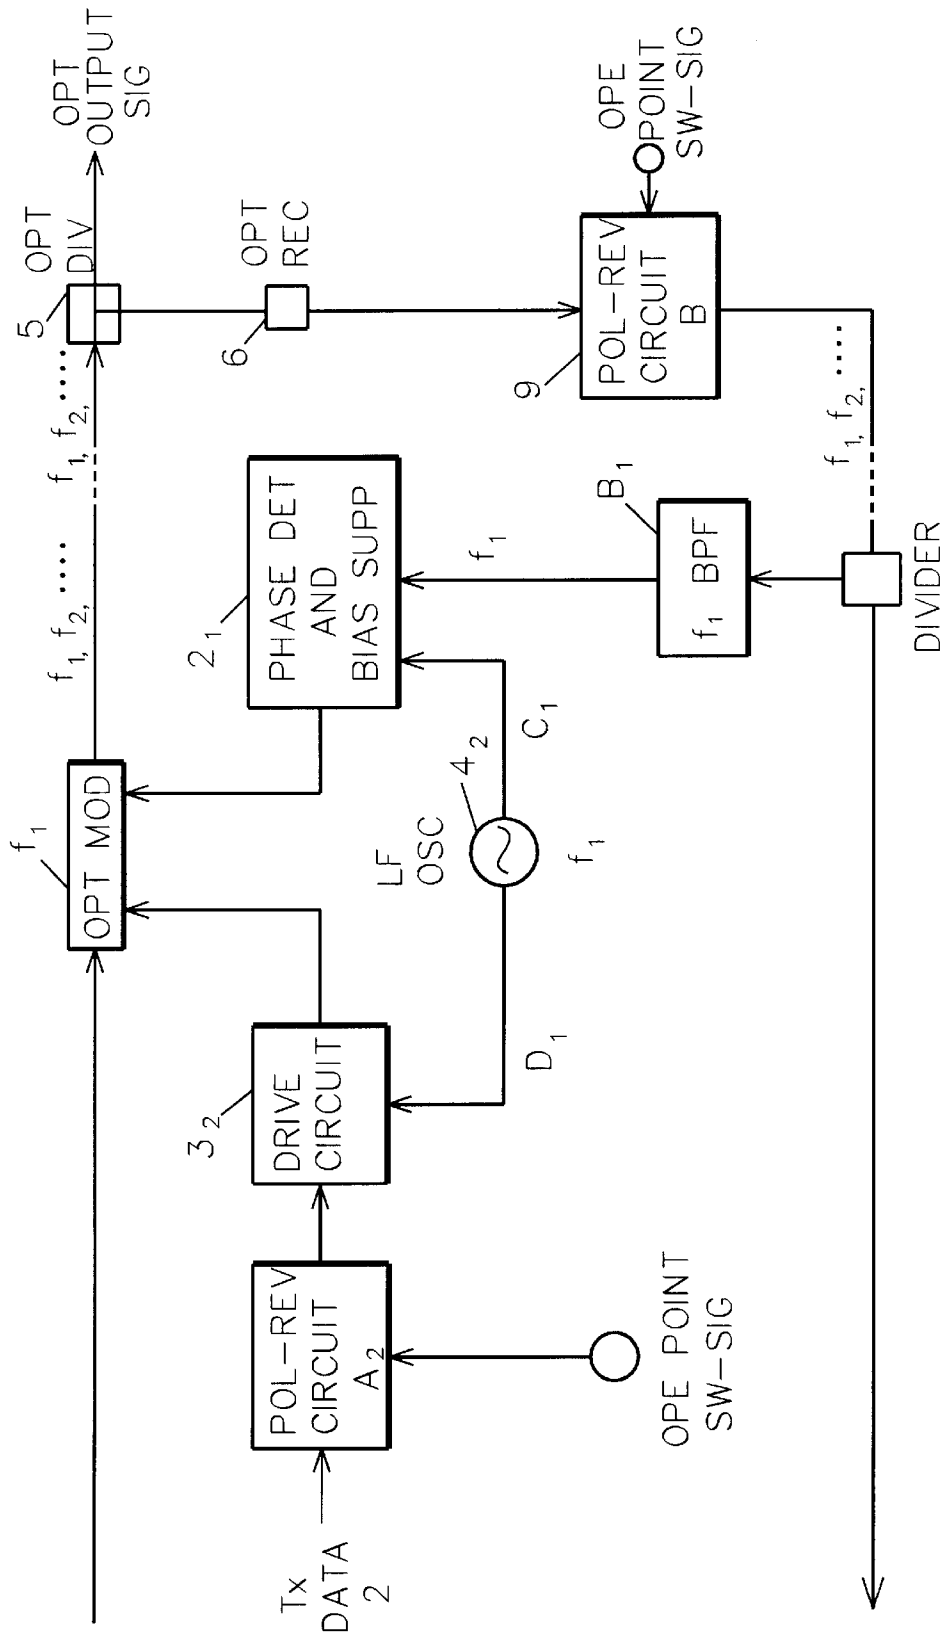 f1
OPT MOD
f1, f2, ....
f1, f2, .....
5
OPT
DIV
OPT
OUTPUT
SIG
6
OPT
REC
21
PHASE DET
AND
BIAS SUPP
32
DRIVE
CIRCUIT
POL-REV
CIRCUIT
A2
Tx
DATA
2
OPE POINT
SW-SIG
LF
OSC
42
f1
D1
C1
f1
B1
f1 BPF
9
POL-REV
CIRCUIT
B
OPE
POINT
SW-SIG
f1, f2, ....
DIVIDER